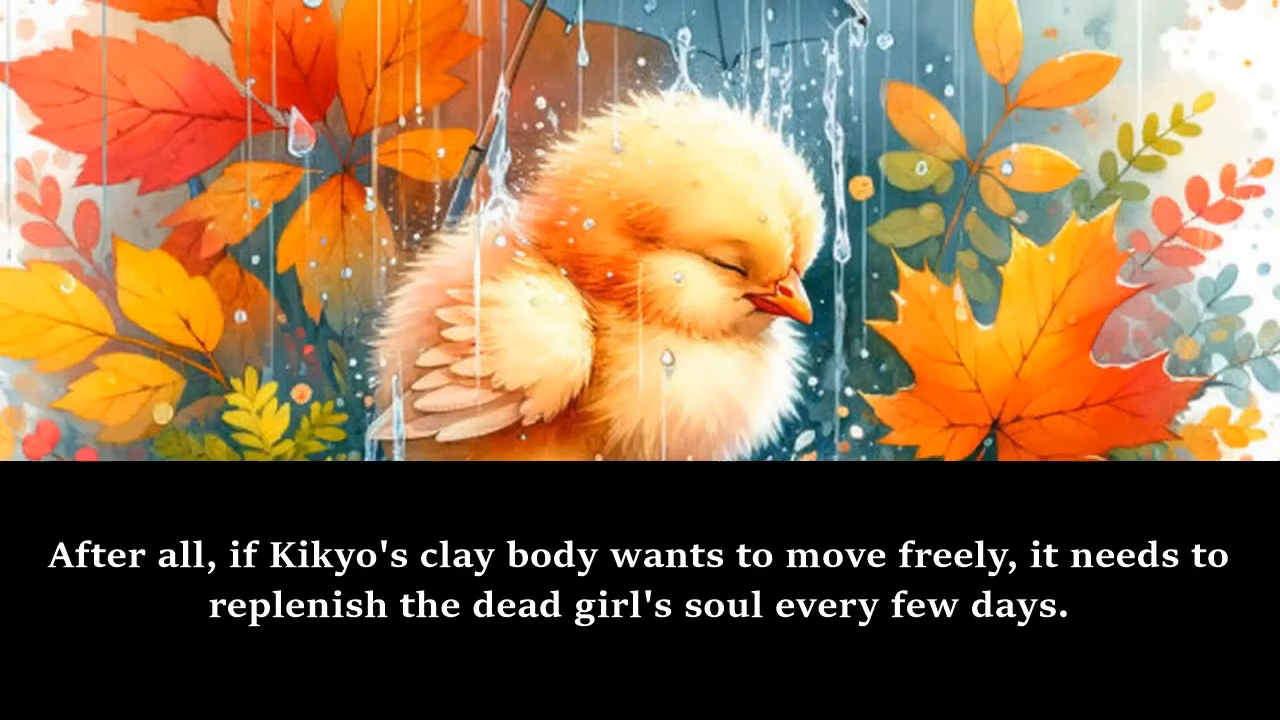 After all, if Kikyo's clay body wants to move freely, it needs to
replenish the dead girl's soul every few days.